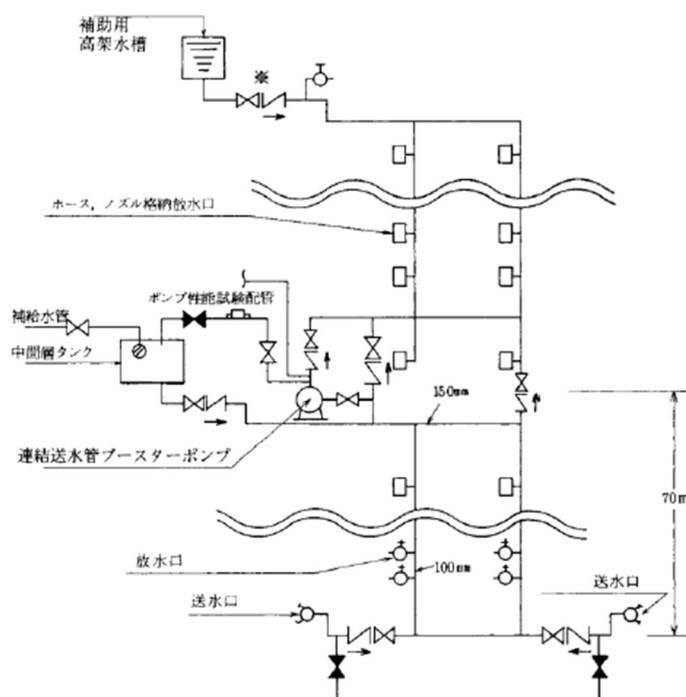 補助用
高架水槽
※
ホース，ノズル格納放水口
ポンプ性能試験配管
補給水管
中間層タンク
150mm
連結送水管ブースターポンプ
70m
放水口
100mm
送水口
送水口